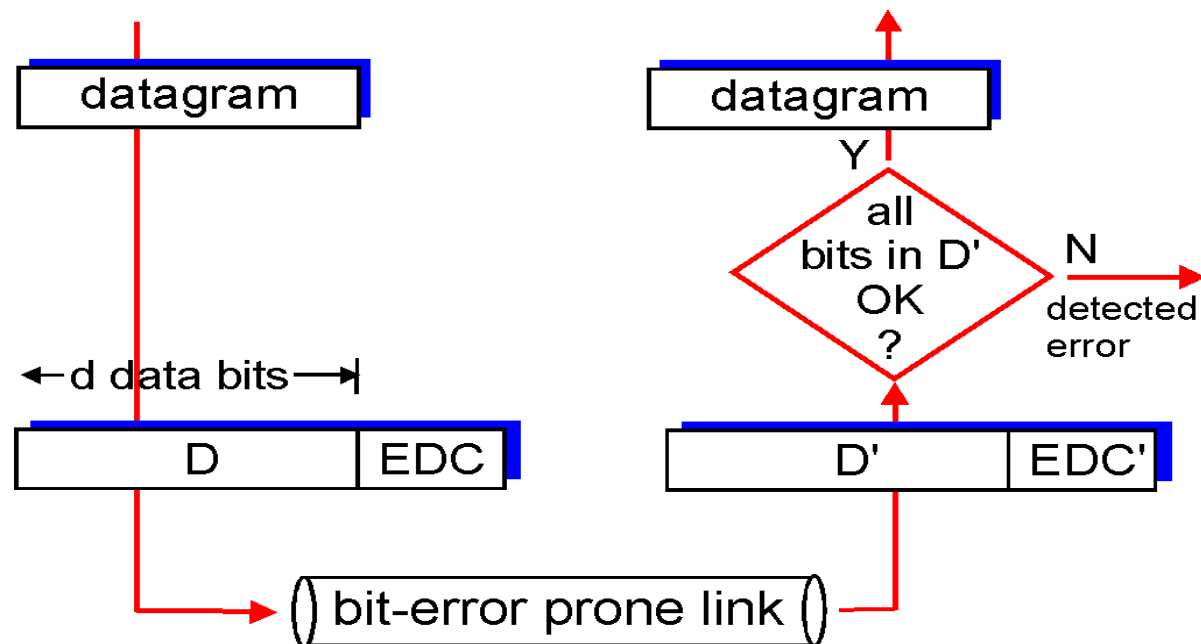 datagram
datagram
Y
all
bits in D'
OK
?
N
detected
error
d data bits
D
EDC
D'
EDC'
bit-error prone link